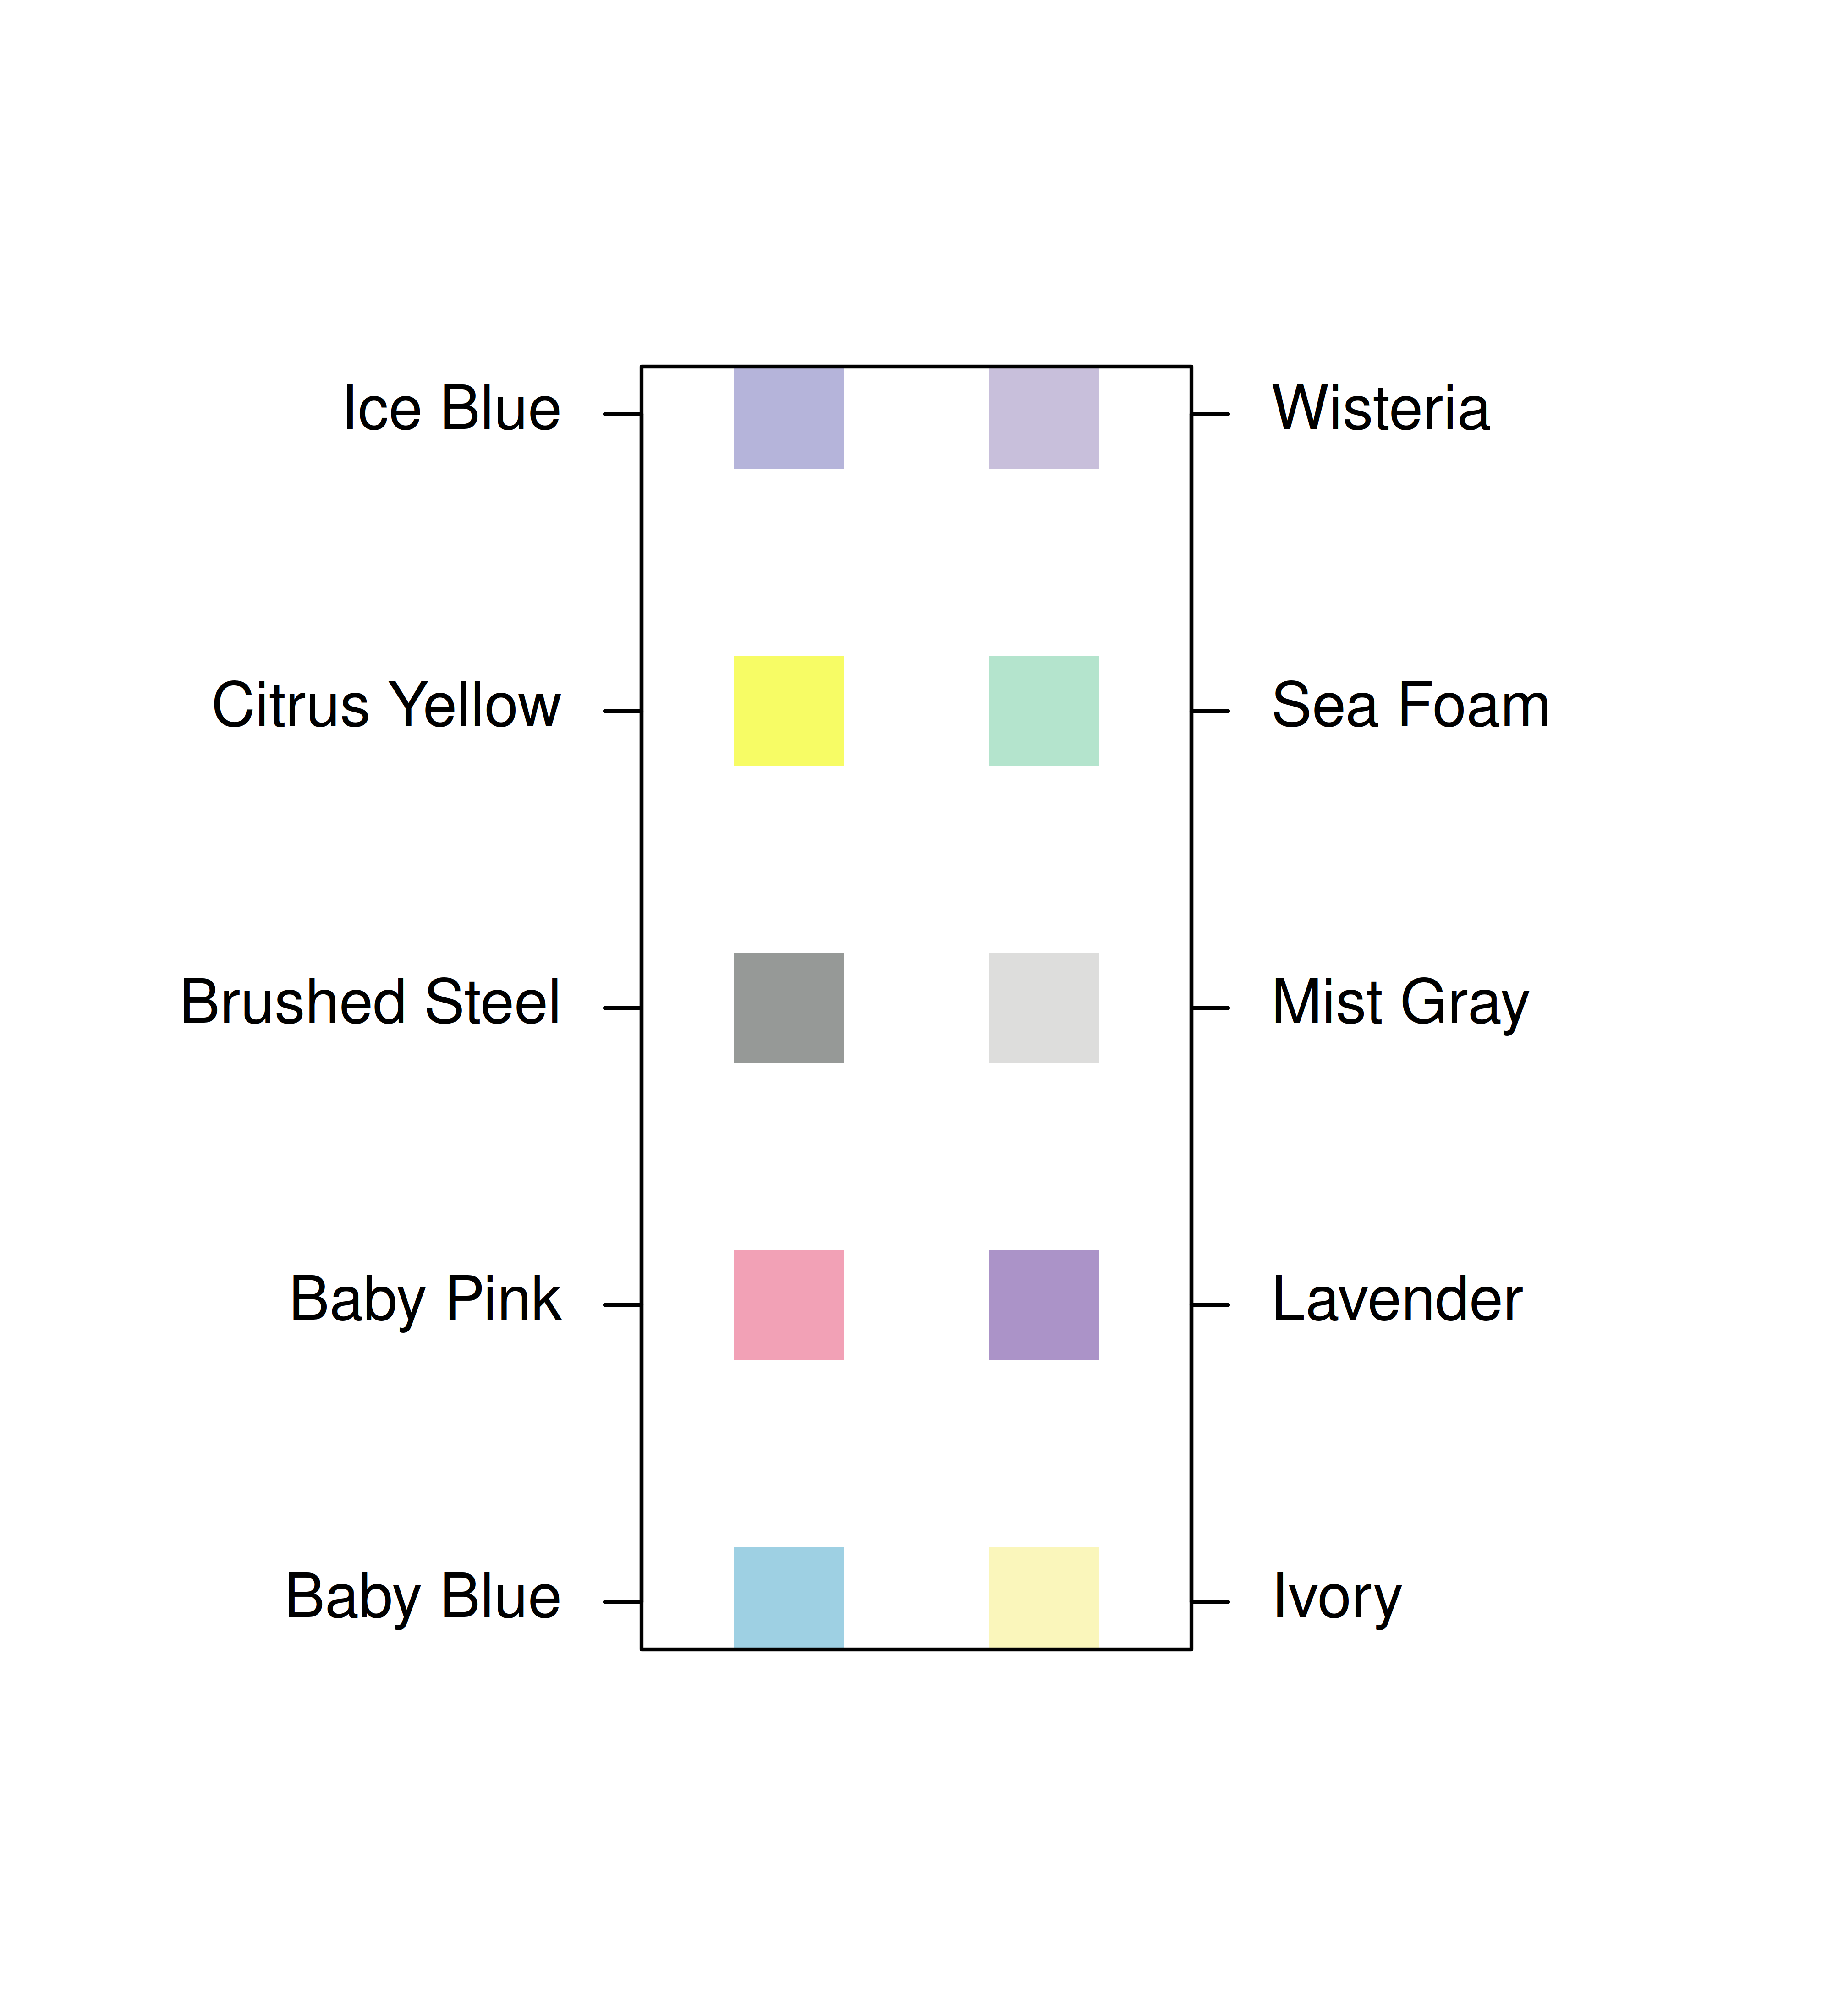 Ice Blue
Wisteria
Citrus Yellow
Sea Foam
Brushed Steel
Mist Gray
Baby Pink
Lavender
Baby Blue
Ivory